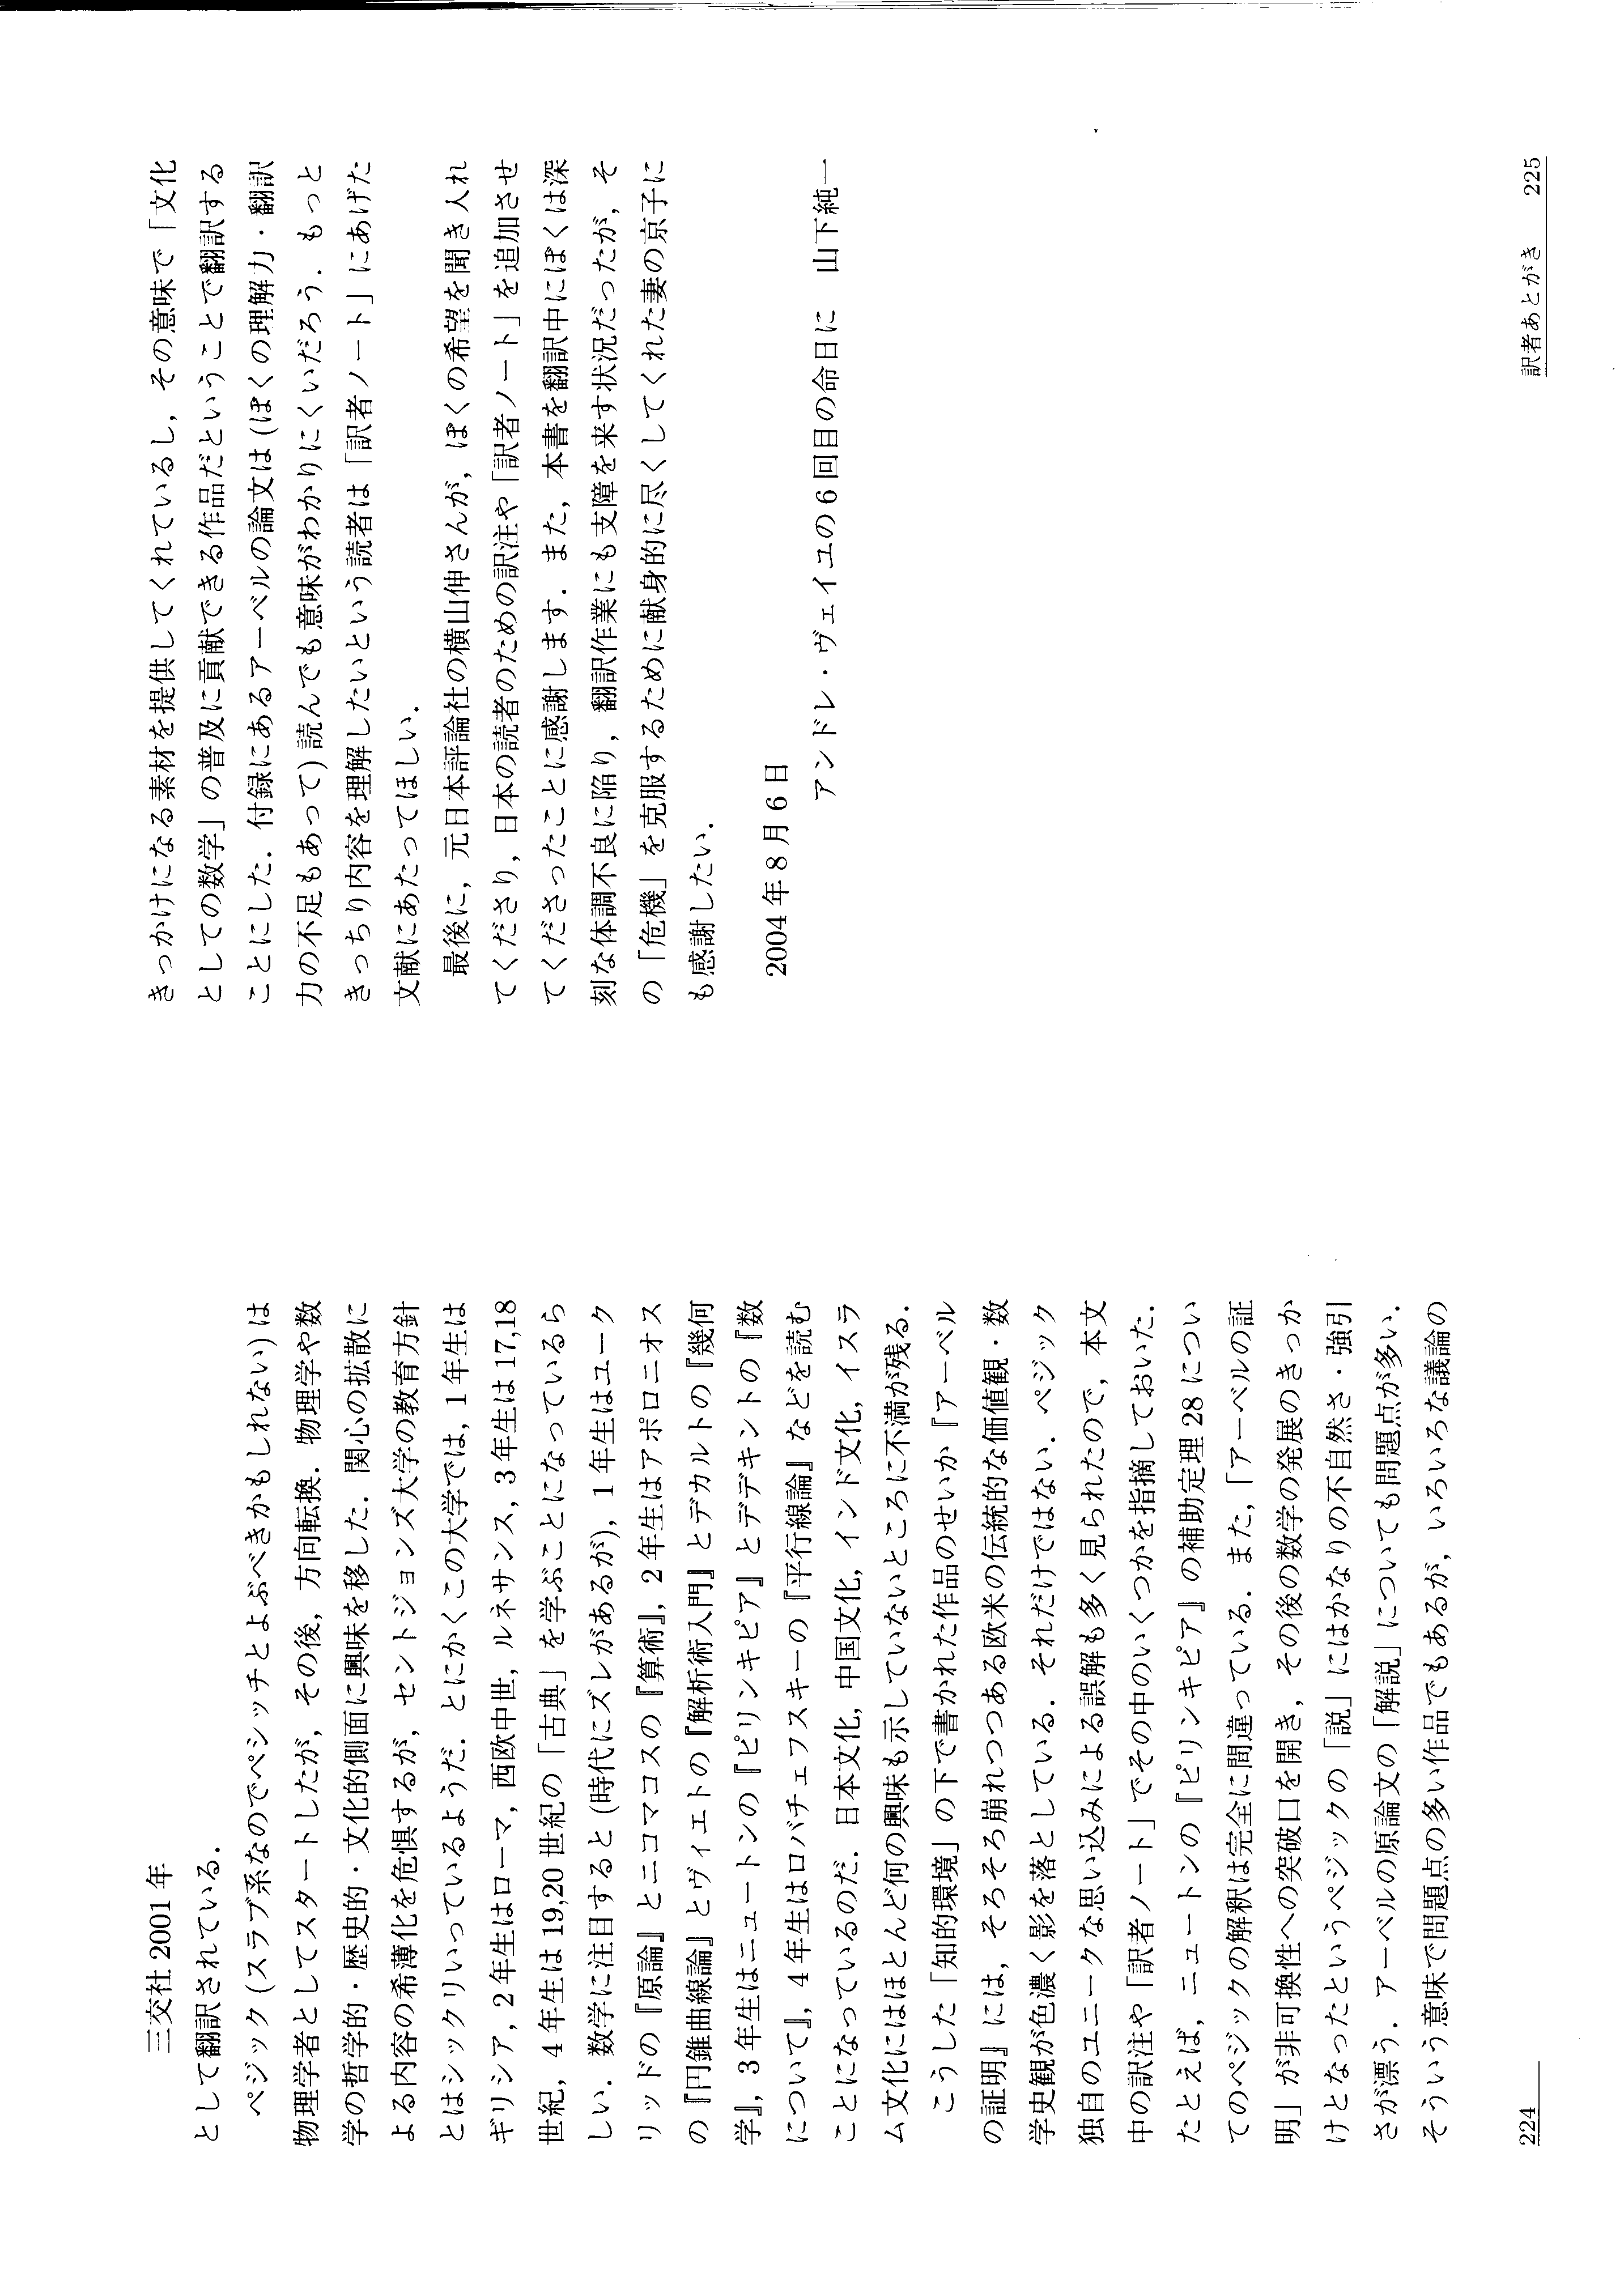 三交社2001年
として翻訳されている．
ペジック(スラブ系なのでペシッチとよぶべきかもしれない)は
物理学者としてスタートしたが，その後，方向転換．物理学や数
学の哲学的・歴史的・文化的側面に興味を移した．関心の拡散に
よる内容の希薄化を危惧するが，セントジョンズ大学の教育方針
とはシックリいっているようだ．とにかくこの大学では，1年生は
ギリシア，2年生はローマ，西欧中世，ルネサンス，3年生は17,18
世紀，4年生は19,20世紀の「古典」を学ぶことになっているら
しい．数学に注目すると(時代にズレがあるが)，1年生はユーク
リッドの『原論』とニコマコスの『算術』，2年生はアポロニオス
の『円錐曲線論』とヴィエトの『解析術入門』とデカルトの『幾何
学』，3年生はニュートンの『ピリンキピア』とデデキントの『数
について』，4年生はロバチェフスキーの『平行線論』などを読む
ことになっているのだ．日本文化，中国文化，インド文化，イスラ
ム文化にはほとんど何の興味も示していないところに不満が残る．
こうした「知的環境」の下で書かれた作品のせいか『アーベル
の証明』には，そろそろ崩れつつある欧米の伝統的な価値観・数
学史観が色濃く影を落としている．それだけではない．ペジック
独自のユニークな思い込みによる誤解も多く見られたので，本文
中の訳注や「訳者ノート」でその中のいくつかを指摘しておいた．
たとえば，ニュートンの『ピリンキピア』の補助定理28につい
てのペジックの解釈は完全に間違っている．また，「アーベルの証
明」が非可換性への突破口を開き，その後の数学の発展のきっか
けとなったというペジックの「説」にはかなりの不自然さ・強引
さが漂う．アーベルの原論文の「解説」についても問題点が多い．
そういう意味で問題点の多い作品でもあるが，いろいろな議論の
224
きっかけになる素材を提供してくれているし，その意味で「文化
としての数学」の普及に貢献できる作品だということで翻訳する
ことにした．付録にあるアーベルの論文は(ぼくの理解力・翻訳
力の不足もあって)読んでも意味がわかりにくいだろう．もっと
きっちり内容を理解したいという読者は「訳者ノート」にあげた
文献にあたってほしい．
最後に，元日本評論社の横山伸さんが，ぼくの希望を聞き入れ
てくださり，日本の読者のための訳注や「訳者ノート」を追加させ
てくださったことに感謝します．また，本書を翻訳中にぼくは深
刻な体調不良に陥り，翻訳作業にも支障を来す状況だったが，そ
の「危機」を克服するために献身的に尽くしてくれた妻の京子に
も感謝したい．
2004年8月6日
アンドレ・ヴェイユの6回目の命日に　山下純一
訳者あとがき　225